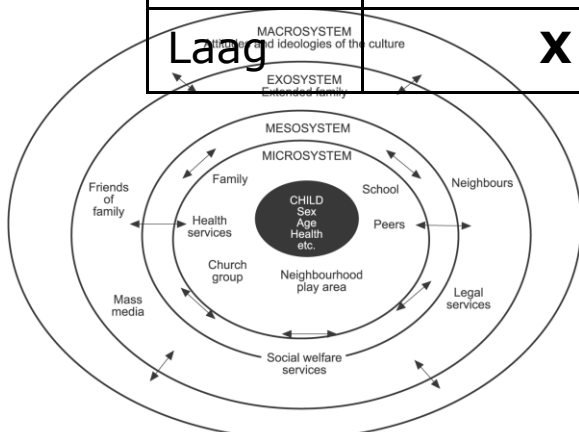 MACROSYSTEM
Attitudes and ideologies of the culture
Laag
X
EXOSYSTEM
Extended family
MESOSYSTEM
MICROSYSTEM
Family
School
Neighbours
Friends
of
family
CHILD
Sex
Age
Health
etc.
Health
services
Peers
Church
group
Neighbourhood
play area
Mass
media
Legal
services
Social welfare
services